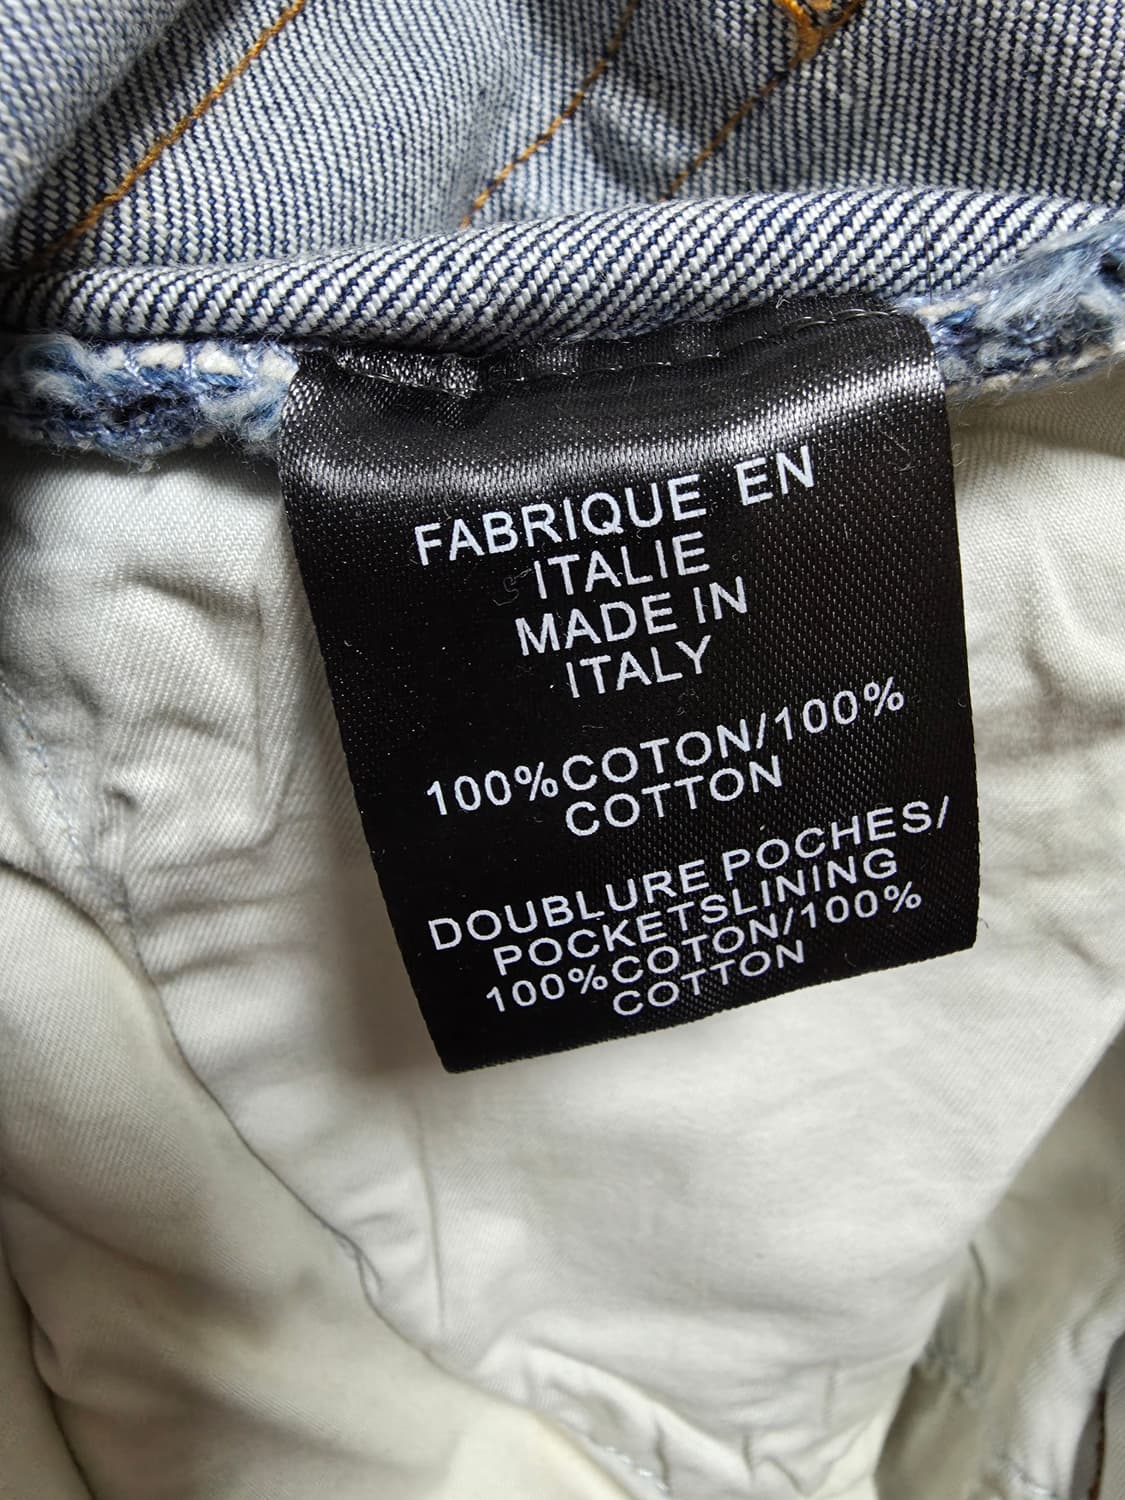 FABRIQUE EN
ITALIE
MADE IN
ITALY
100%COTON/100%
COTTON
DOUBLURE POCHES/
POCKETSLINING
100%COTON/100%
COTTON